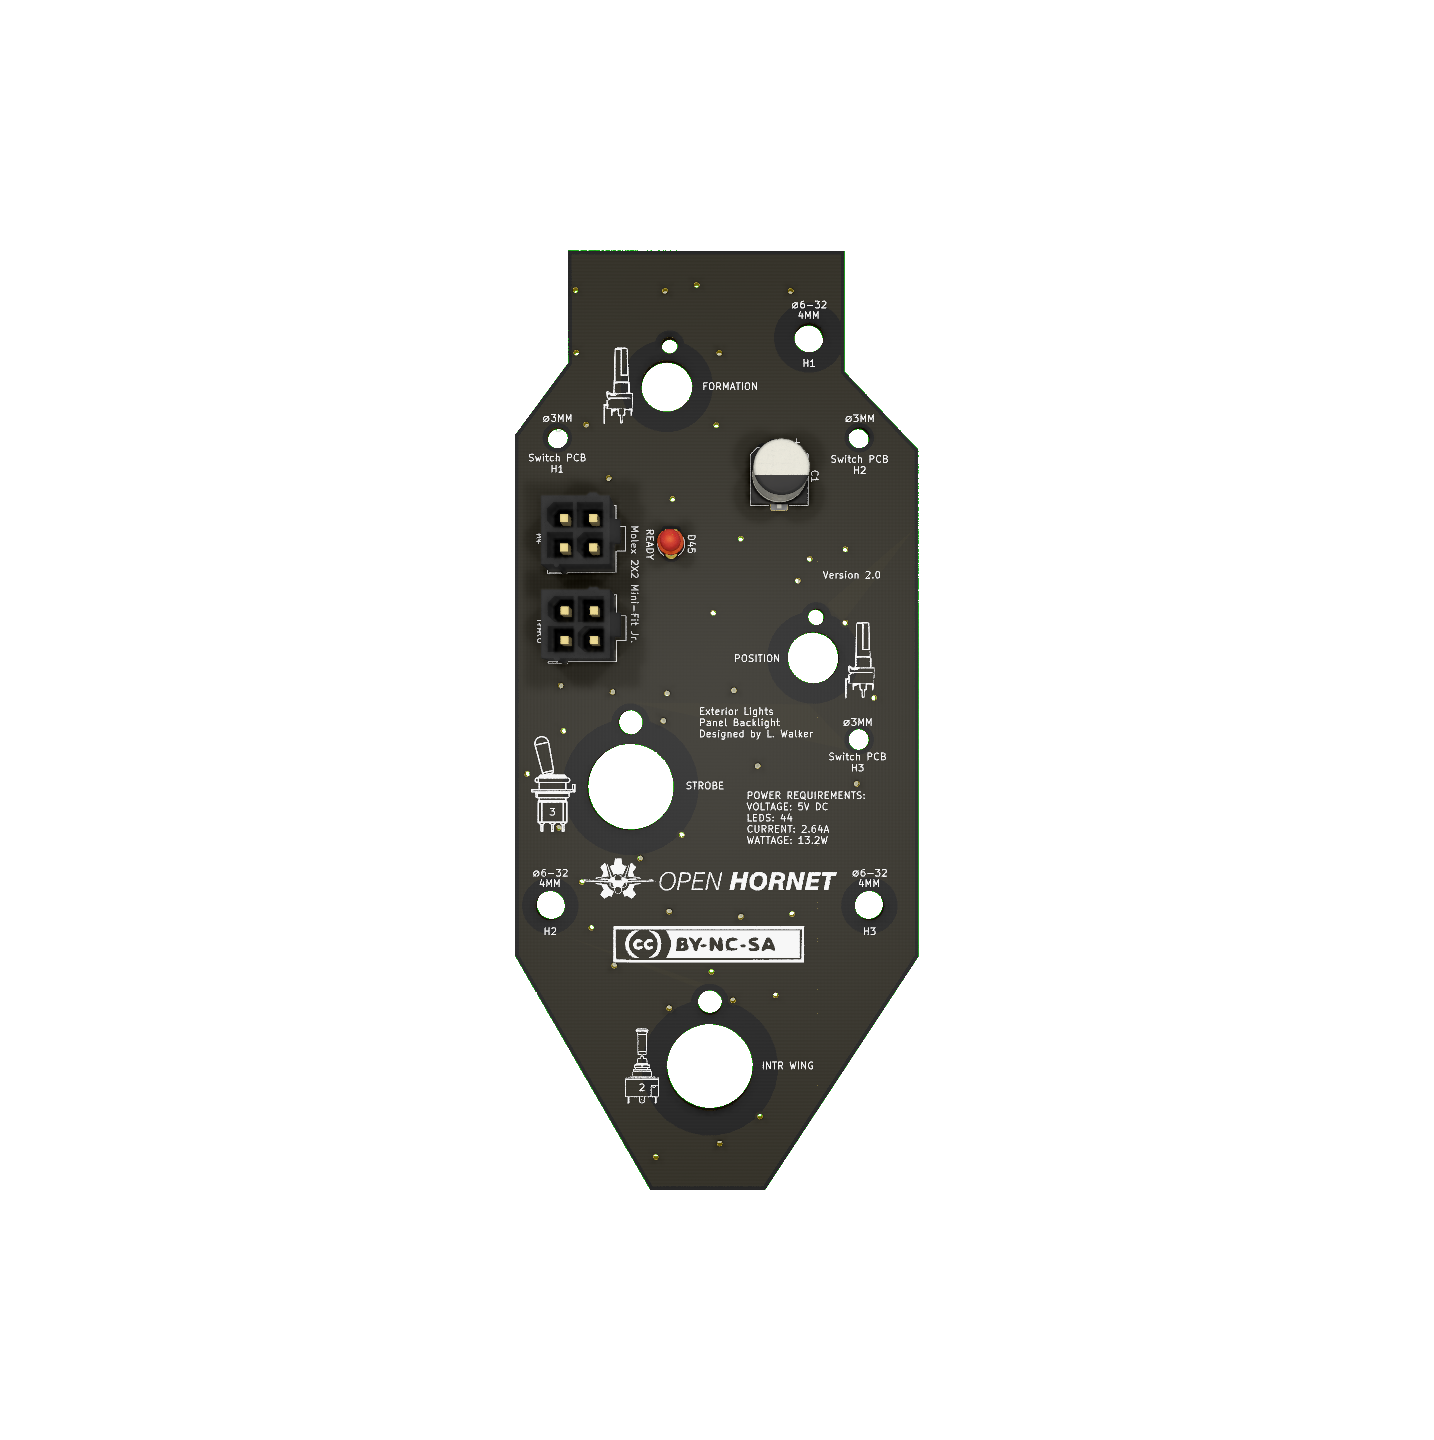 ø6-32
4MM
H1
FORMATION
ø3MM
Switch PCB
H1
ø3MM
Switch PCB
H2
+
C1
Molex 2X2 Mini-Fit Jr.
READY
D45
Version 2.0
POSITION
Exterior Lights
Panel Backlight
Designed by L. Walker
ø3MM
Switch PCB
H3
STROBE
3
POWER REQUIREMENTS:
VOLTAGE: 5V DC
LEDS: 44
CURRENT: 2.64A
WATTAGE: 13.2W
ø6-32
4MM
H2
OPEN HORNET
ø6-32
4MM
H3
cc BY-NC-SA
INTR WING
2